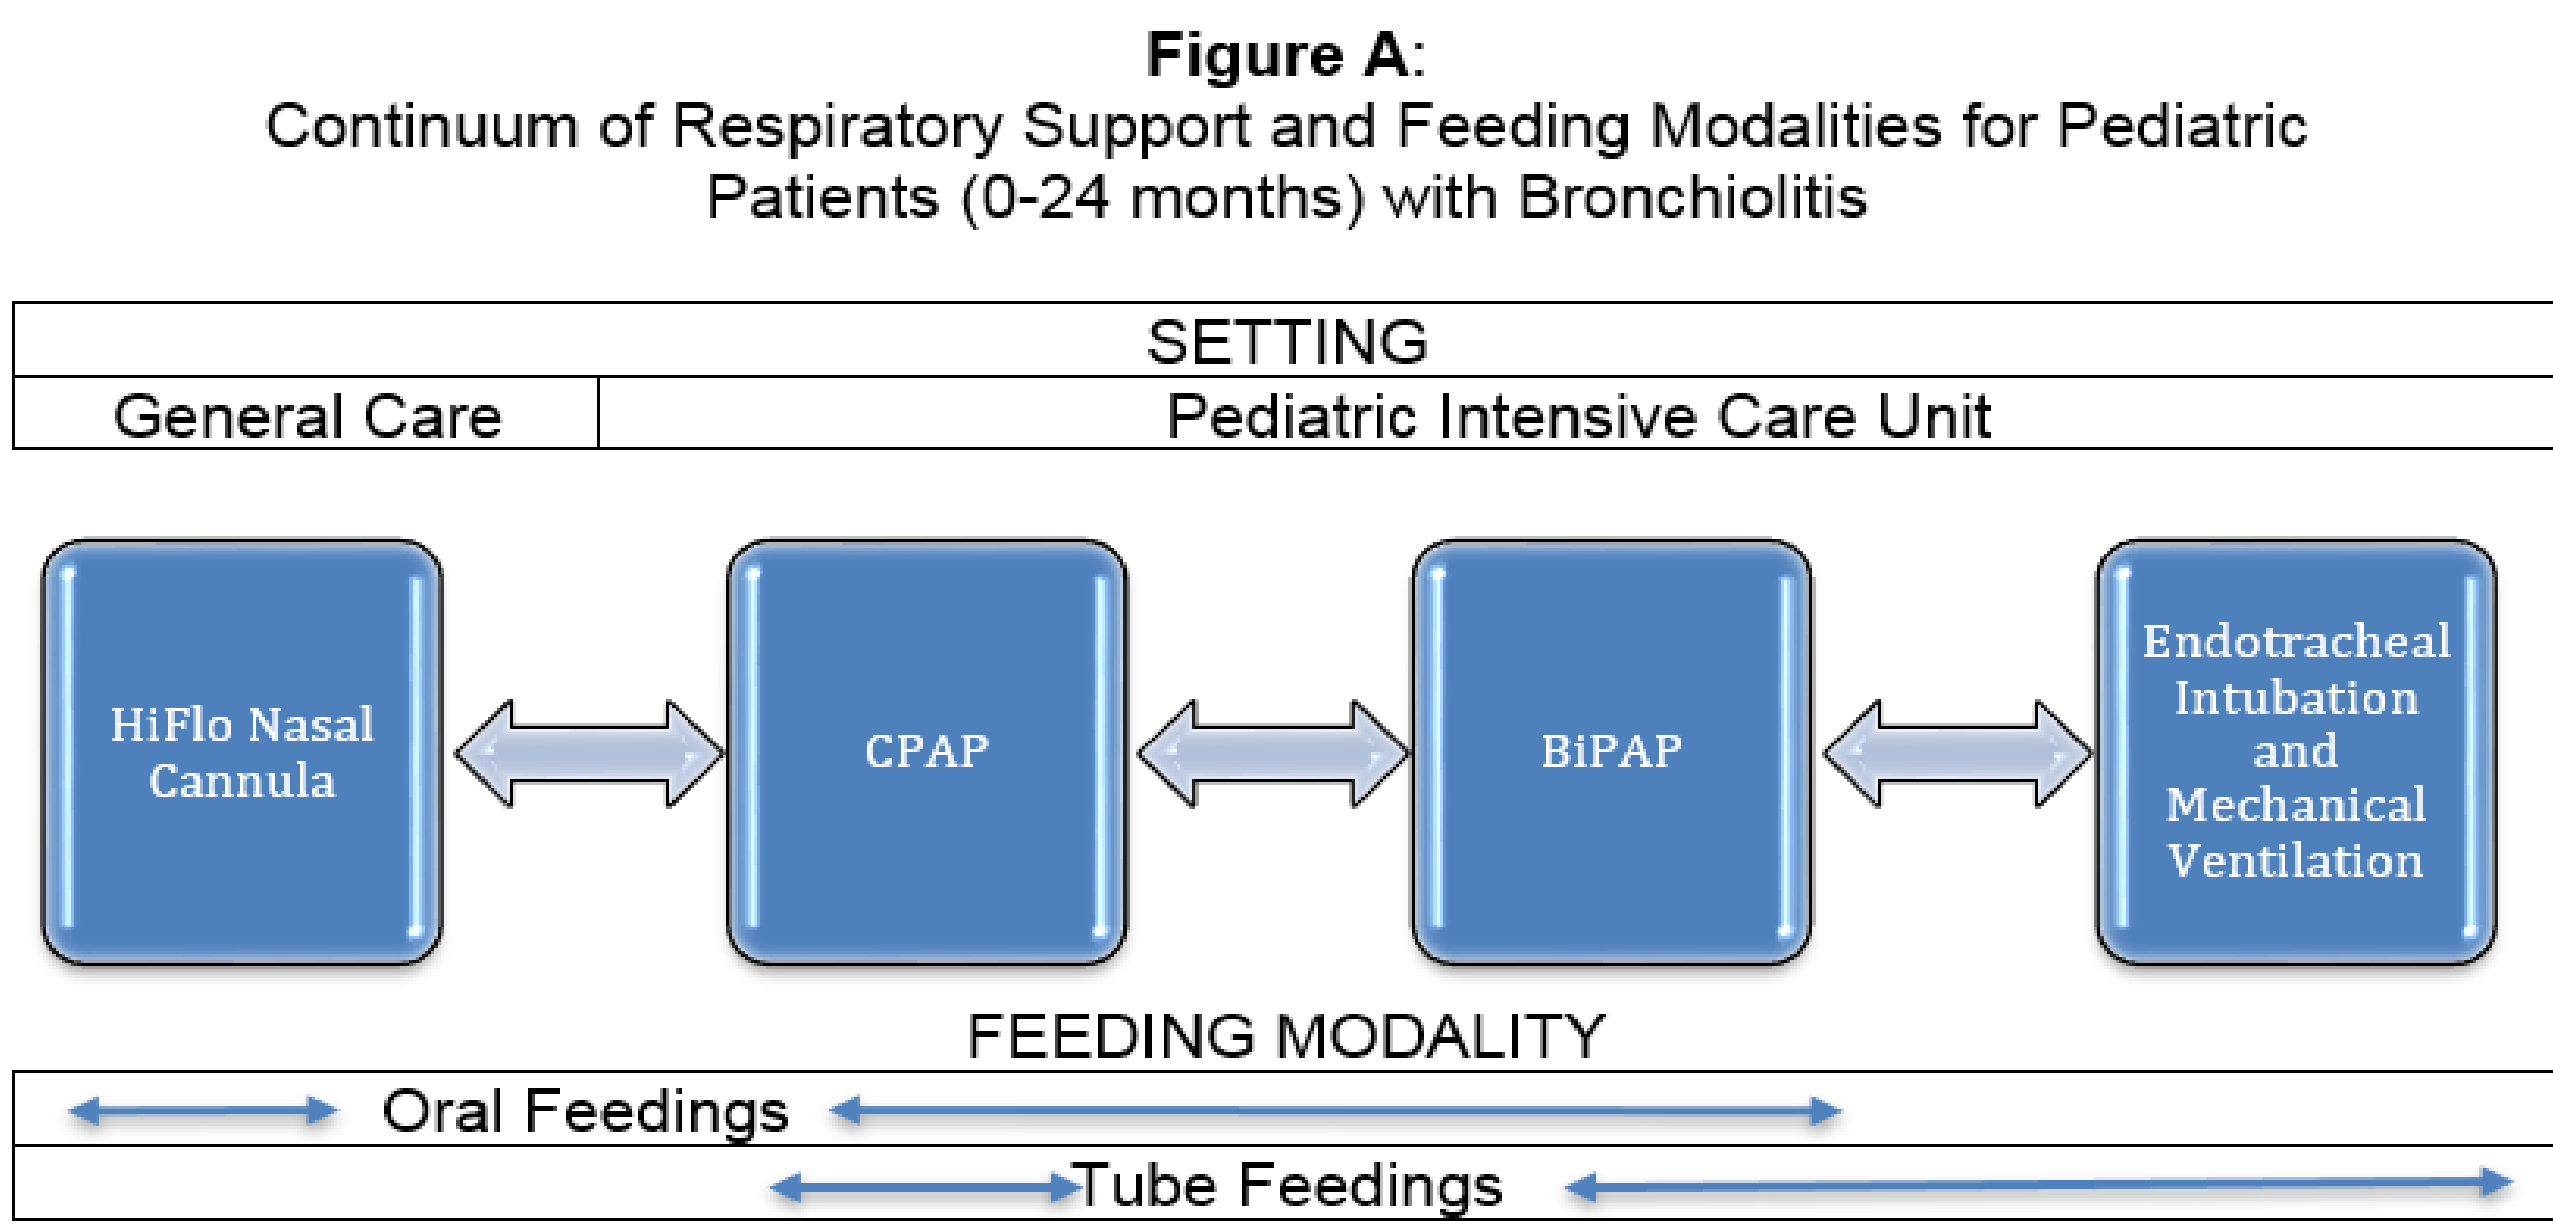 Figure A:
Continuum of Respiratory Support and Feeding Modalities for Pediatric
Patients (0-24 months) with Bronchiolitis
SETTING
General Care
Pediatric Intensive Care Unit
HiFlo Nasal
Cannula
CPAP
BiPAP
Endotracheal
Intubation
and
Mechanical
Ventilation
FEEDING MODALITY
Oral Feedings
Tube Feedings